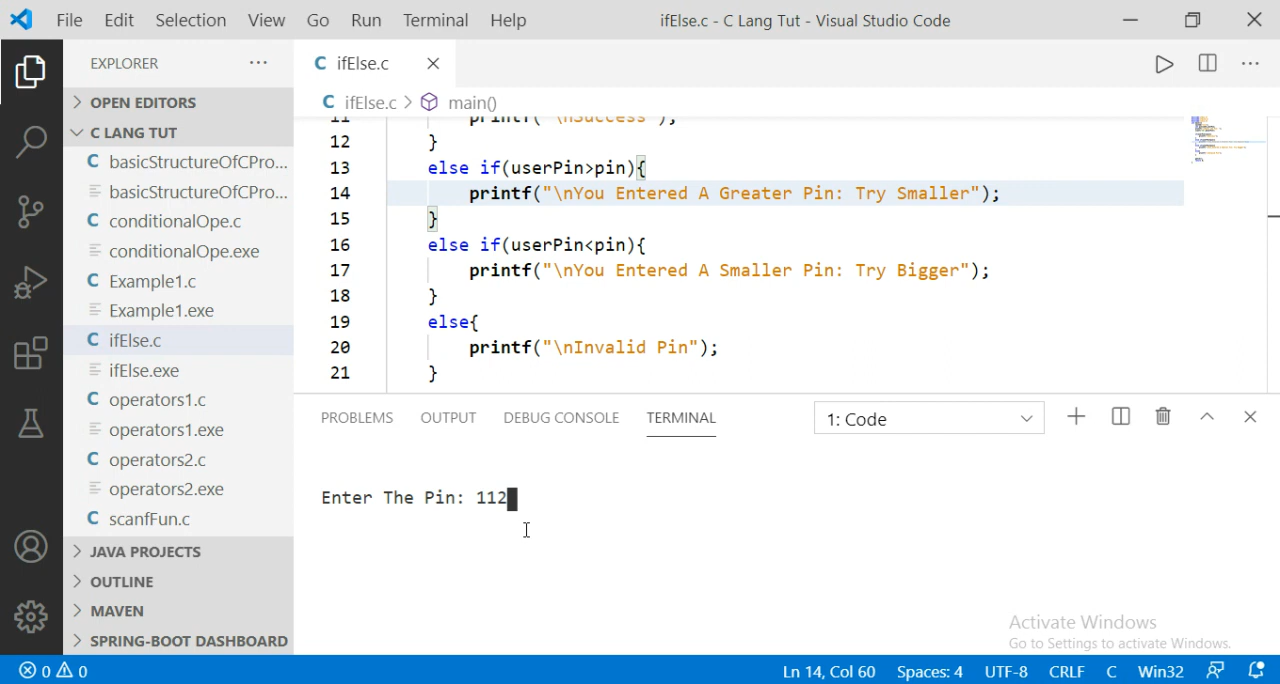 File Edit Selection View Go Run Terminal Help ifElse.c - C Lang Tut - Visual Studio Code
EXPLORER ··· C ifElse.c
OPEN EDITORS
C ifElse.c > main()
C LANG TUT
C basicStructureOfCPro...
basicStructureOfCPro...
C conditionalOpe.c
conditionalOpe.exe
C Example1.c
Example1.exe
C ifElse.c
ifElse.exe
C operators1.c
operators1.exe
C operators2.c
operators2.exe
C scanfFun.c
JAVA PROJECTS
OUTLINE
MAVEN
SPRING-BOOT DASHBOARD
11 printf("\nSuccess");
12 }
13 else if(userPin>pin){
14 printf("\nYou Entered A Greater Pin: Try Smaller");
15 }
16 else if(userPin<pin){
17 printf("\nYou Entered A Smaller Pin: Try Bigger");
18 }
19 else{
20 printf("\nInvalid Pin");
21 }
PROBLEMS OUTPUT DEBUG CONSOLE TERMINAL 1: Code
Enter The Pin: 112
Activate Windows
Go to Settings to activate Windows.
0 0 Ln 14, Col 60 Spaces: 4 UTF-8 CRLF C Win32